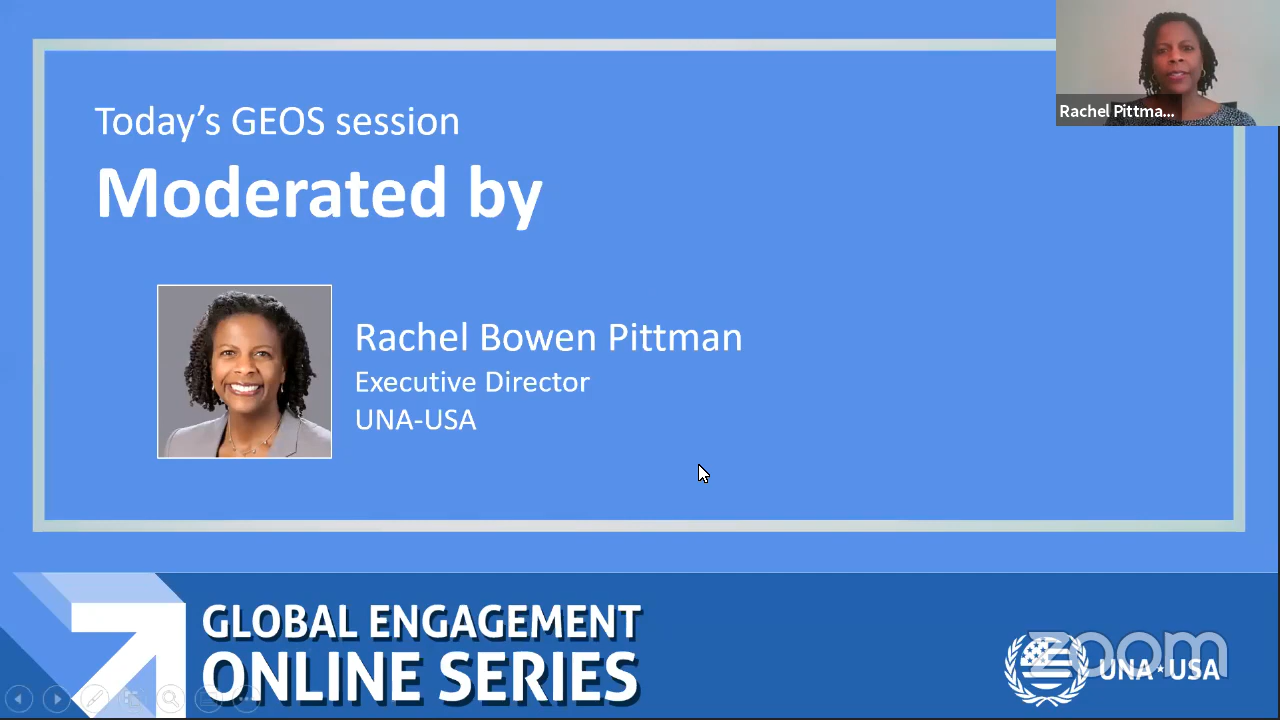 Today’s GEOS session
Moderated by
Rachel Bowen Pittman
Executive Director
UNA-USA
Rachel Pittma...
GLOBAL ENGAGEMENT
ONLINE SERIES
zoom
UNA★USA